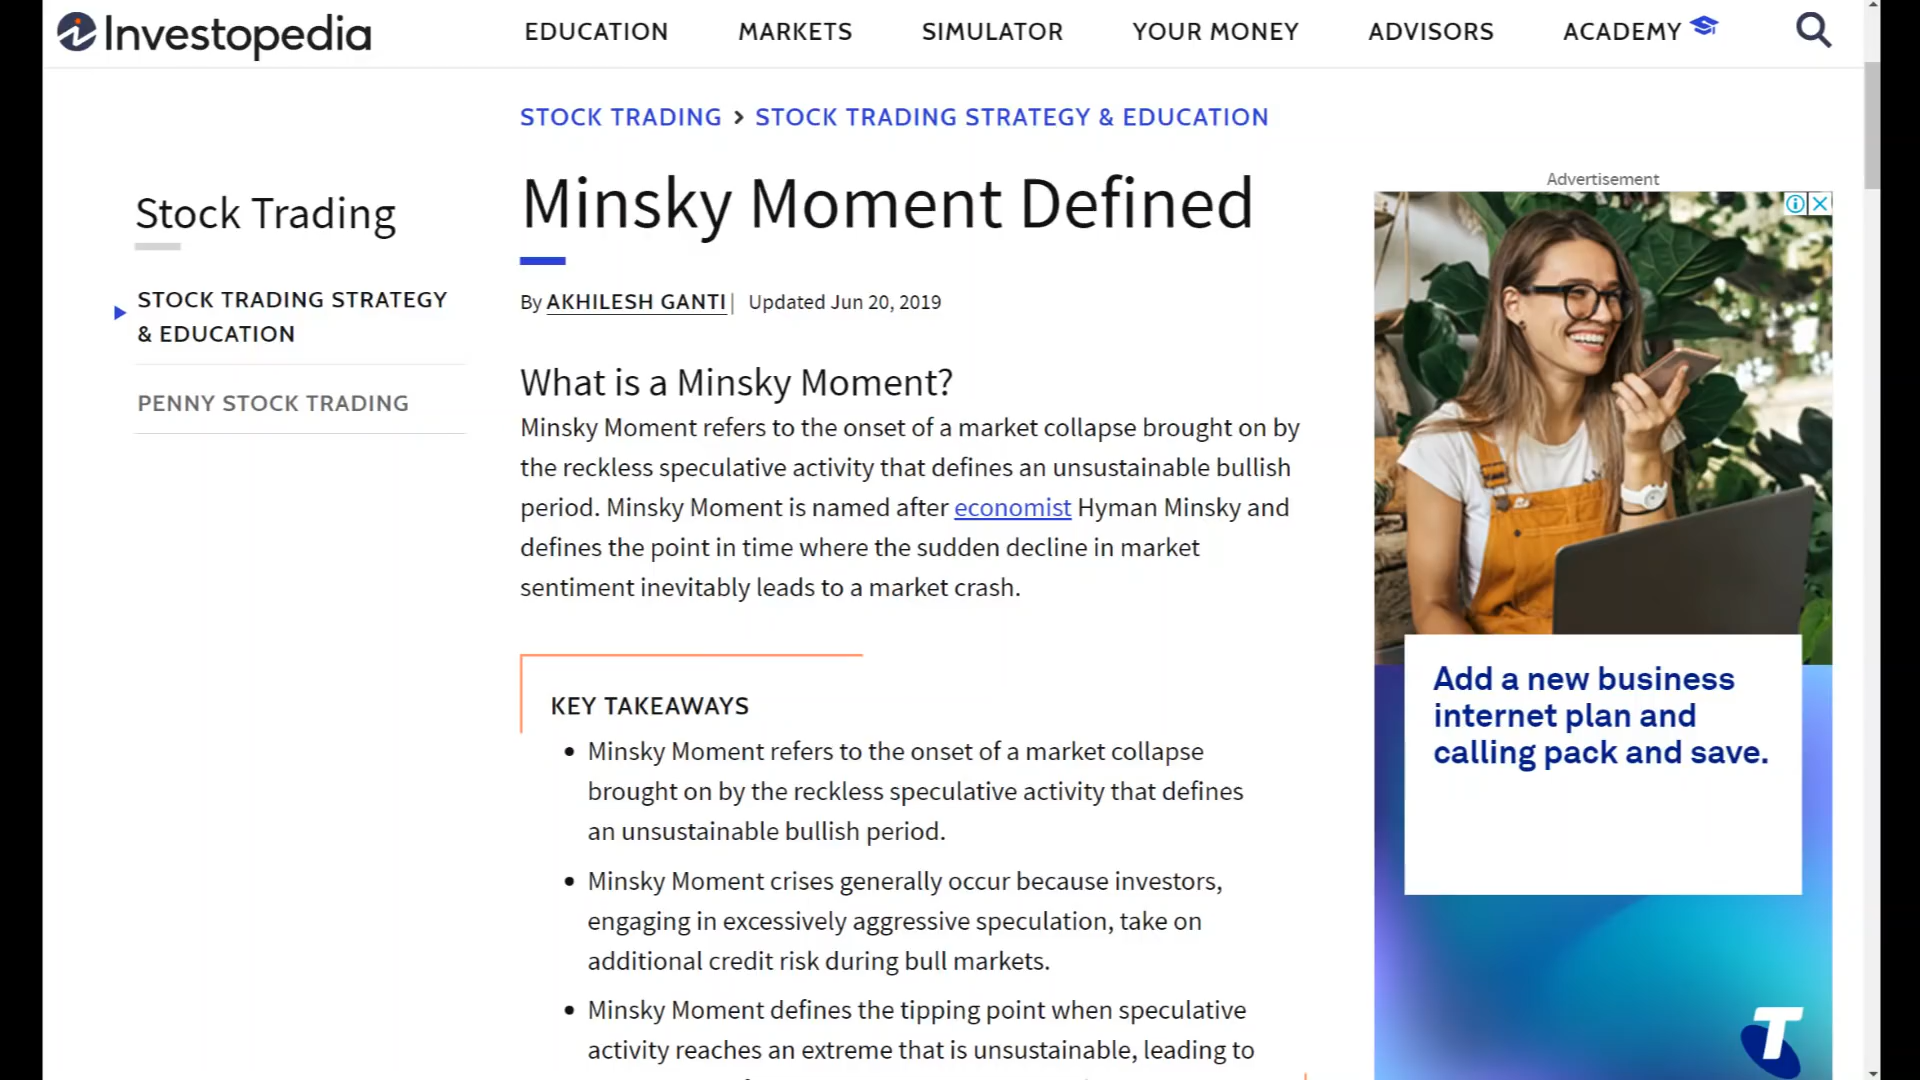 Investopedia
EDUCATION
MARKETS
SIMULATOR
YOUR MONEY
ADVISORS
ACADEMY
STOCK TRADING > STOCK TRADING STRATEGY & EDUCATION
Stock Trading
STOCK TRADING STRATEGY
& EDUCATION
PENNY STOCK TRADING
Minsky Moment Defined
By AKHILESH GANTI | Updated Jun 20, 2019
What is a Minsky Moment?
Minsky Moment refers to the onset of a market collapse brought on by
the reckless speculative activity that defines an unsustainable bullish
period. Minsky Moment is named after economist Hyman Minsky and
defines the point in time where the sudden decline in market
sentiment inevitably leads to a market crash.
KEY TAKEAWAYS
• Minsky Moment refers to the onset of a market collapse
brought on by the reckless speculative activity that defines
an unsustainable bullish period.
• Minsky Moment crises generally occur because investors,
engaging in excessively aggressive speculation, take on
additional credit risk during bull markets.
• Minsky Moment defines the tipping point when speculative
activity reaches an extreme that is unsustainable, leading to
Advertisement
Add a new business
internet plan and
calling pack and save.
T